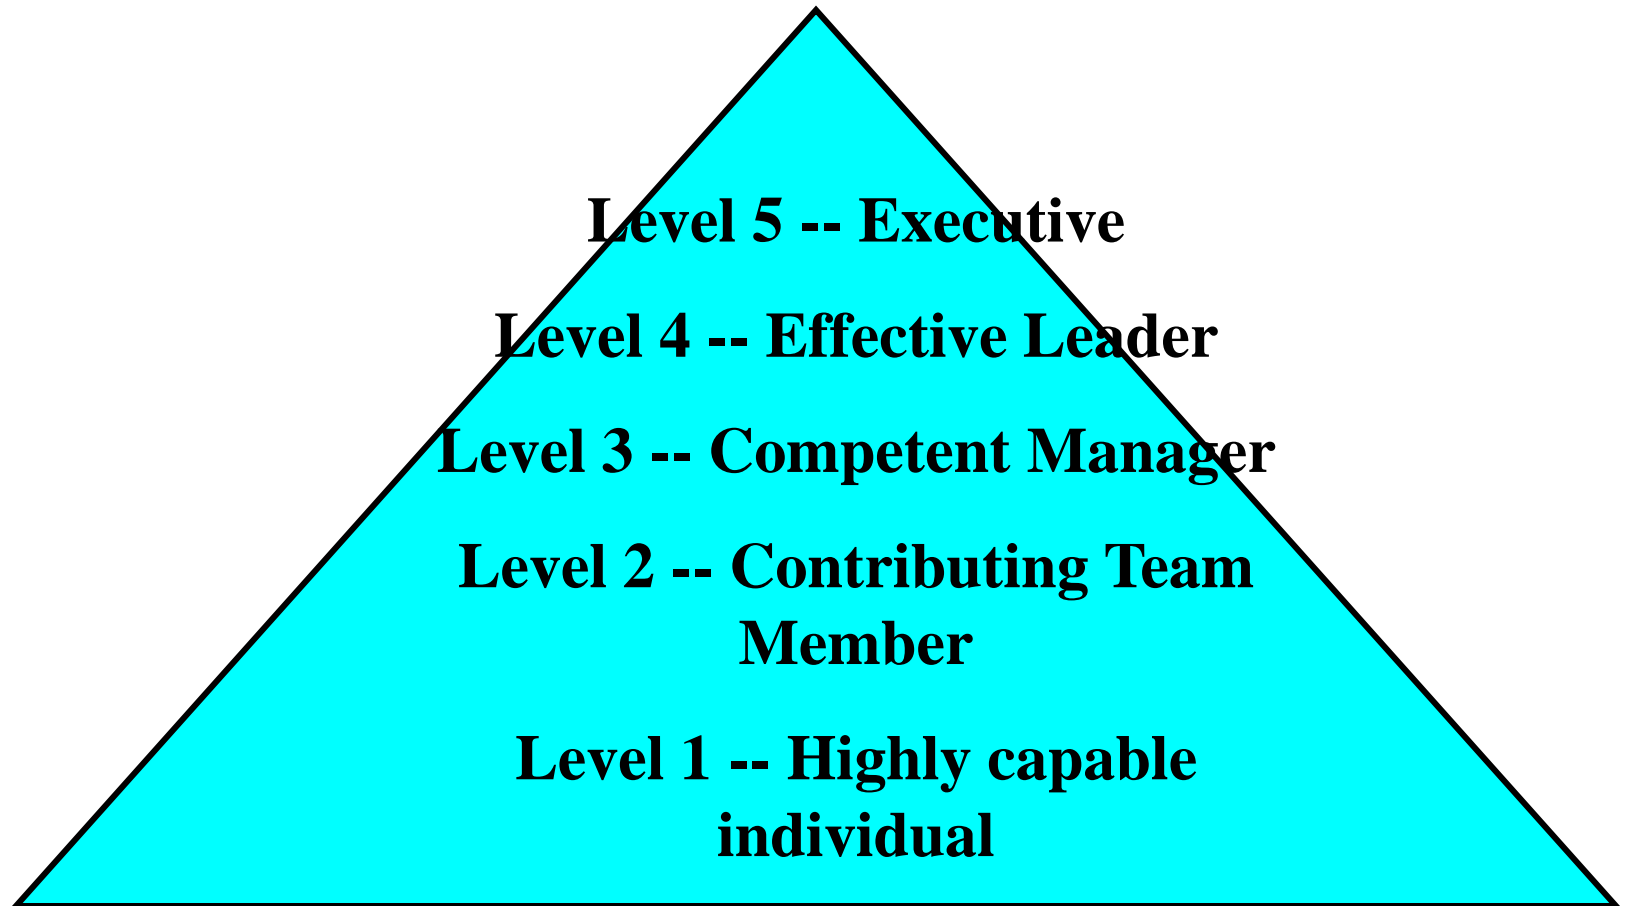 Level 5 -- Executive
Level 4 -- Effective Leader
Level 3 -- Competent Manager
Level 2 -- Contributing Team
Member
Level 1 -- Highly capable
individual